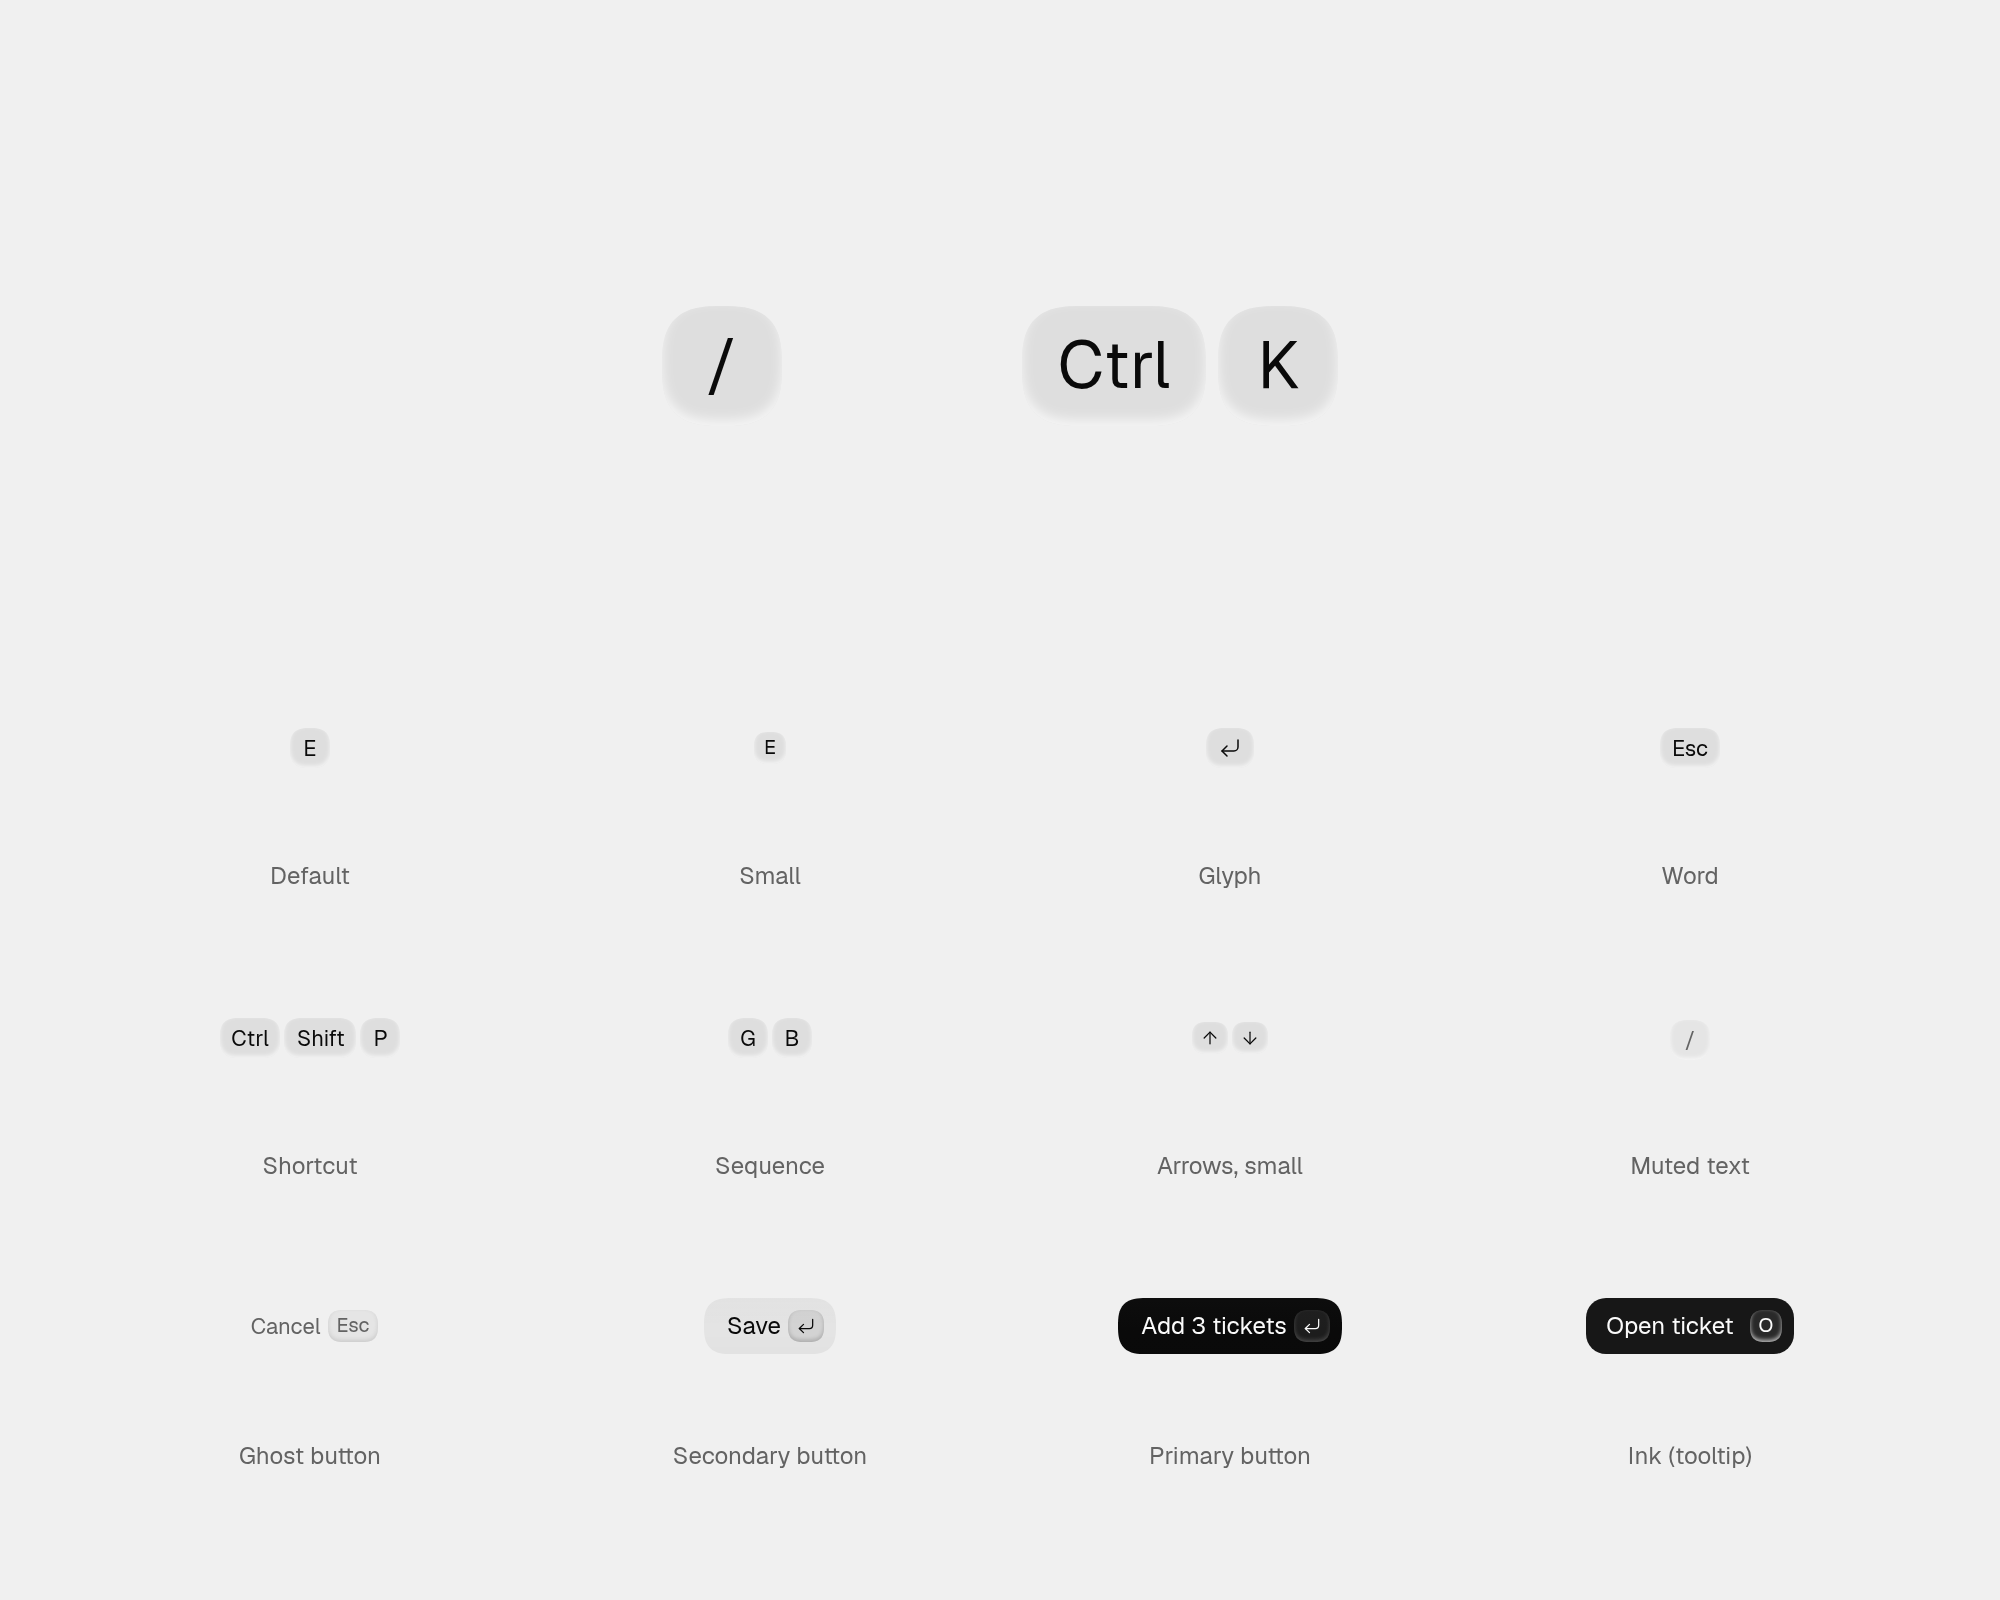 / Ctrl K
E E ↵ Esc
Default Small Glyph Word
Ctrl Shift P G B ↑ ↓ /
Shortcut Sequence Arrows, small Muted text
Cancel Esc Save ↵ Add 3 tickets ↵ Open ticket O
Ghost button Secondary button Primary button Ink (tooltip)